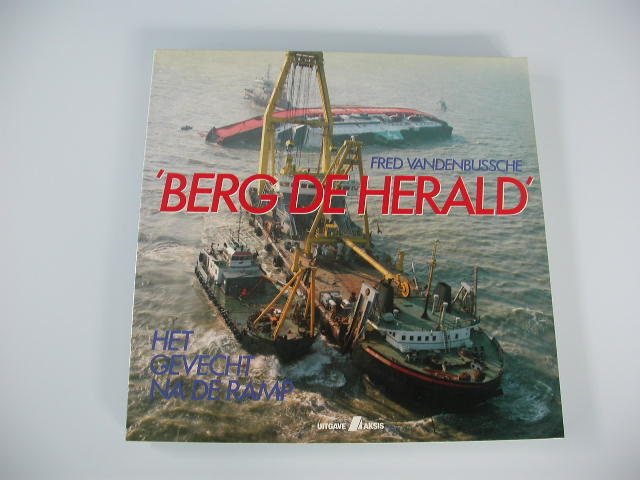 FRED VANDENBUSSCHE
'BERG DE HERALD'
HET
GEVECHT
NA DE RAMP
UITGAVE AKSIS